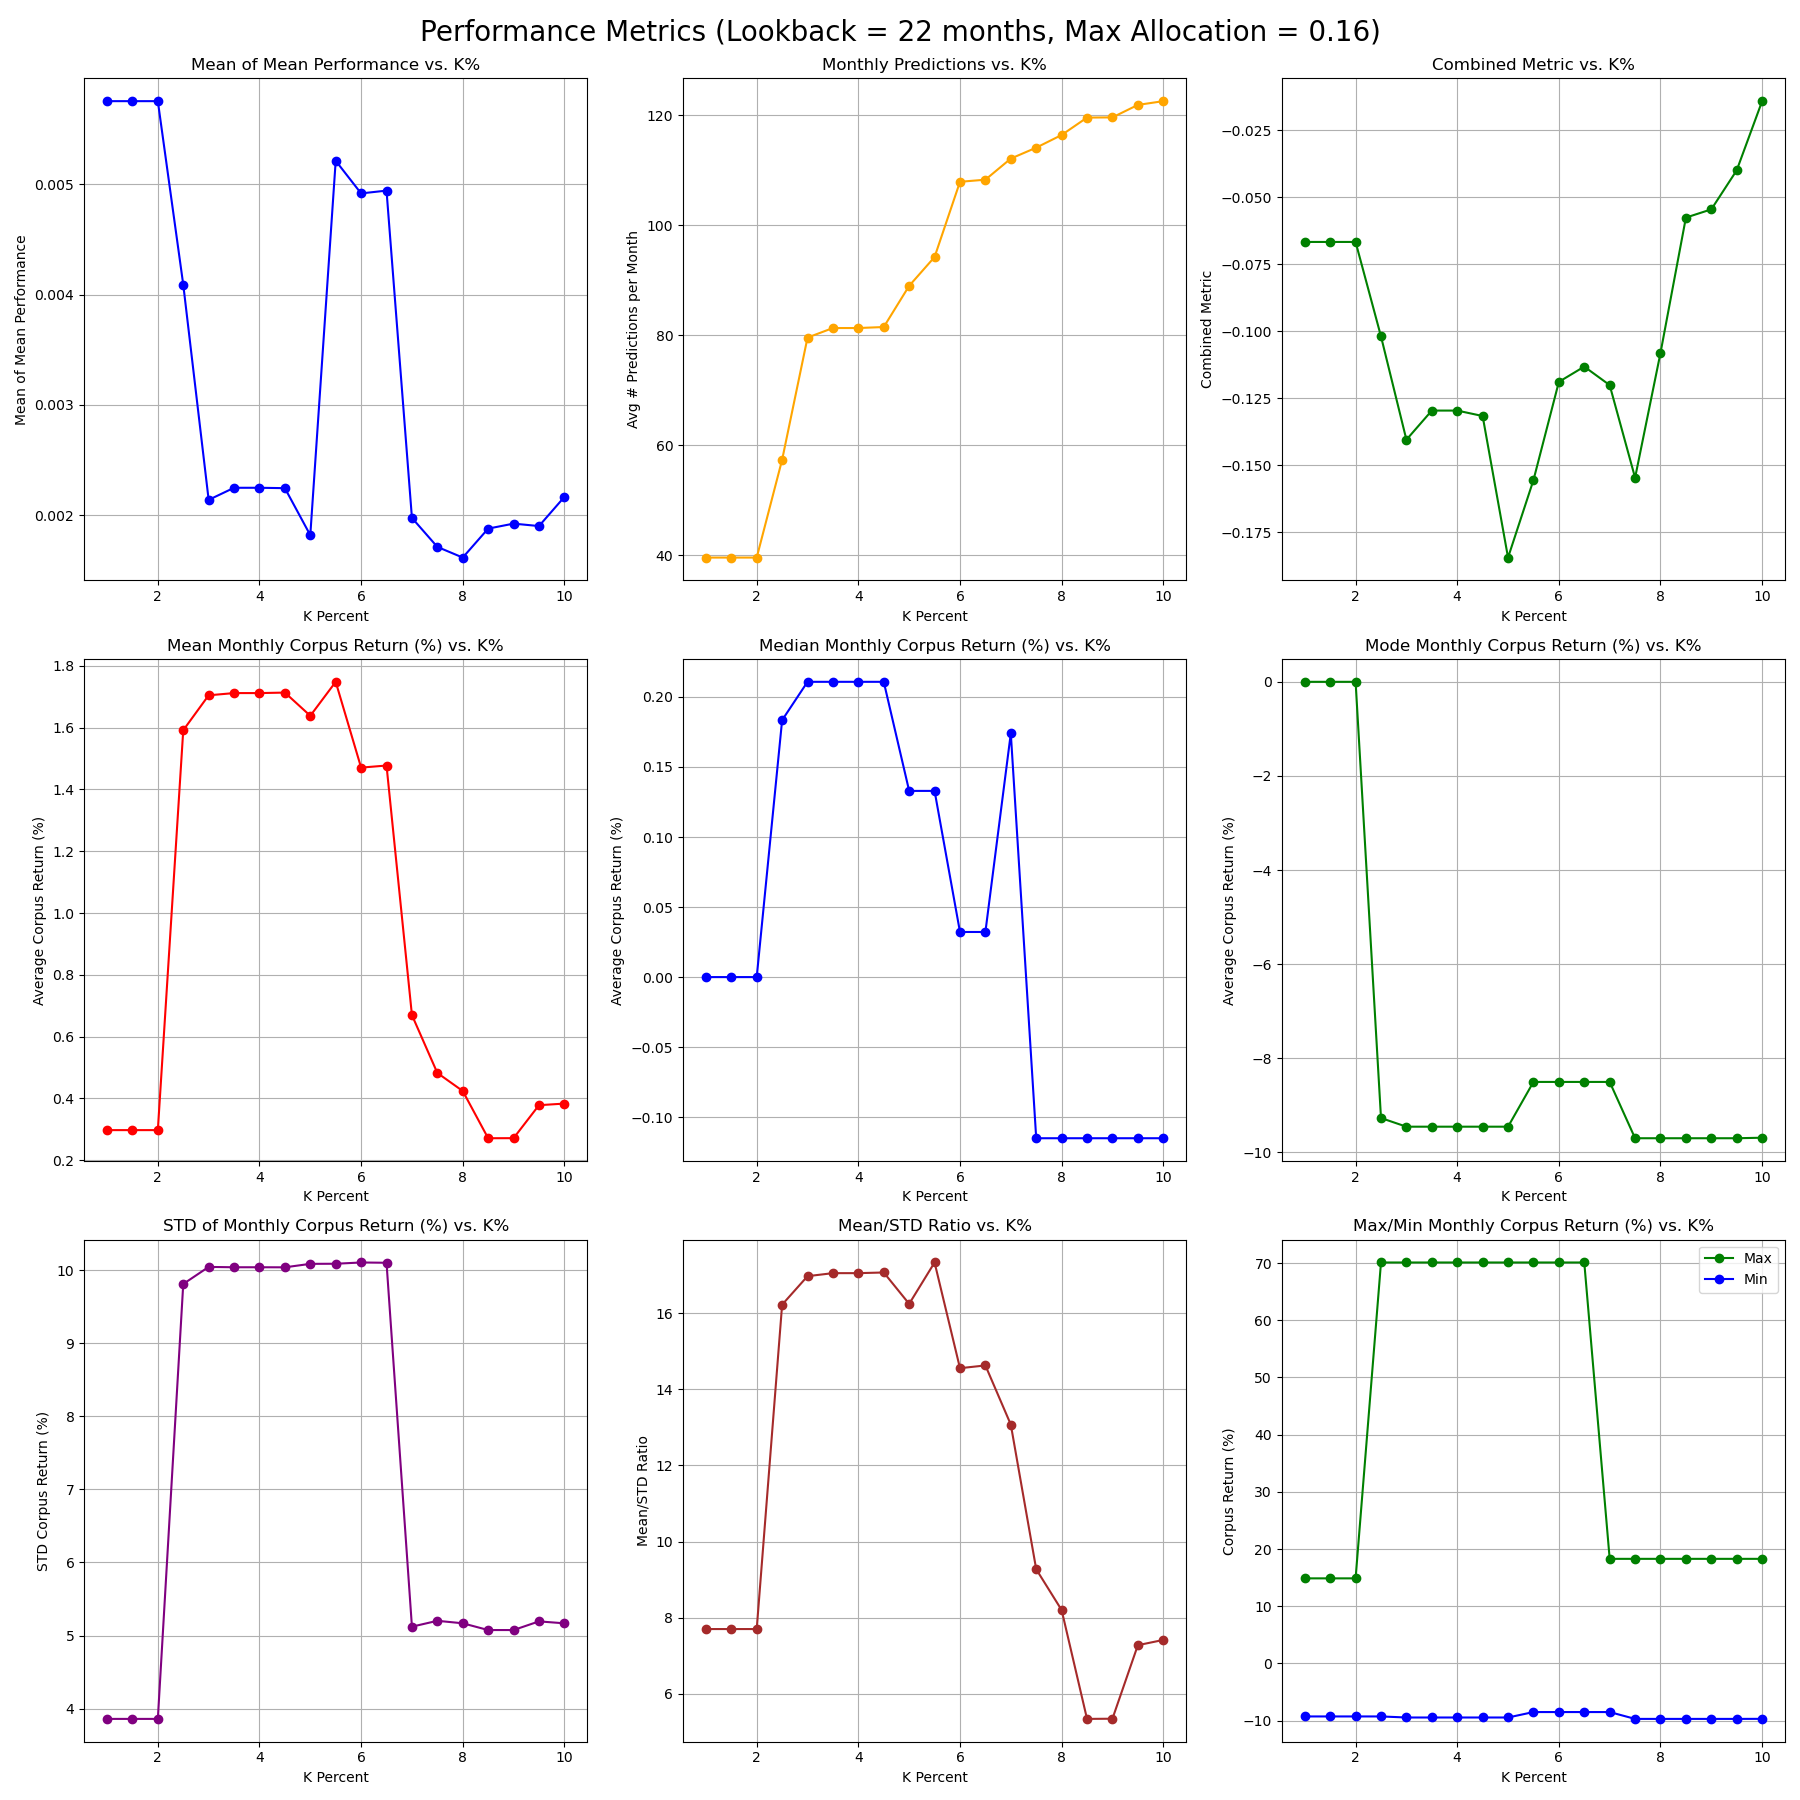 Performance Metrics (Lookback = 22 months, Max Allocation = 0.16)
Mean of Mean Performance vs. K%
Mean of Mean Performance
0.005
0.004
0.003
0.002
2 4 6 8 10
K Percent
Monthly Predictions vs. K%
Avg # Predictions per Month
120
100
80
60
40
2 4 6 8 10
K Percent
Combined Metric vs. K%
Combined Metric
−0.025
−0.050
−0.075
−0.100
−0.125
−0.150
−0.175
2 4 6 8 10
K Percent
Mean Monthly Corpus Return (%) vs. K%
Average Corpus Return (%)
1.8
1.6
1.4
1.2
1.0
0.8
0.6
0.4
0.2
2 4 6 8 10
K Percent
Median Monthly Corpus Return (%) vs. K%
Average Corpus Return (%)
0.20
0.15
0.10
0.05
0.00
−0.05
−0.10
2 4 6 8 10
K Percent
Mode Monthly Corpus Return (%) vs. K%
Average Corpus Return (%)
0
−2
−4
−6
−8
−10
2 4 6 8 10
K Percent
STD of Monthly Corpus Return (%) vs. K%
STD Corpus Return (%)
10
9
8
7
6
5
4
2 4 6 8 10
K Percent
Mean/STD Ratio vs. K%
Mean/STD Ratio
16
14
12
10
8
6
2 4 6 8 10
K Percent
Max/Min Monthly Corpus Return (%) vs. K%
Corpus Return (%)
Max
Min
70
60
50
40
30
20
10
0
−10
2 4 6 8 10
K Percent